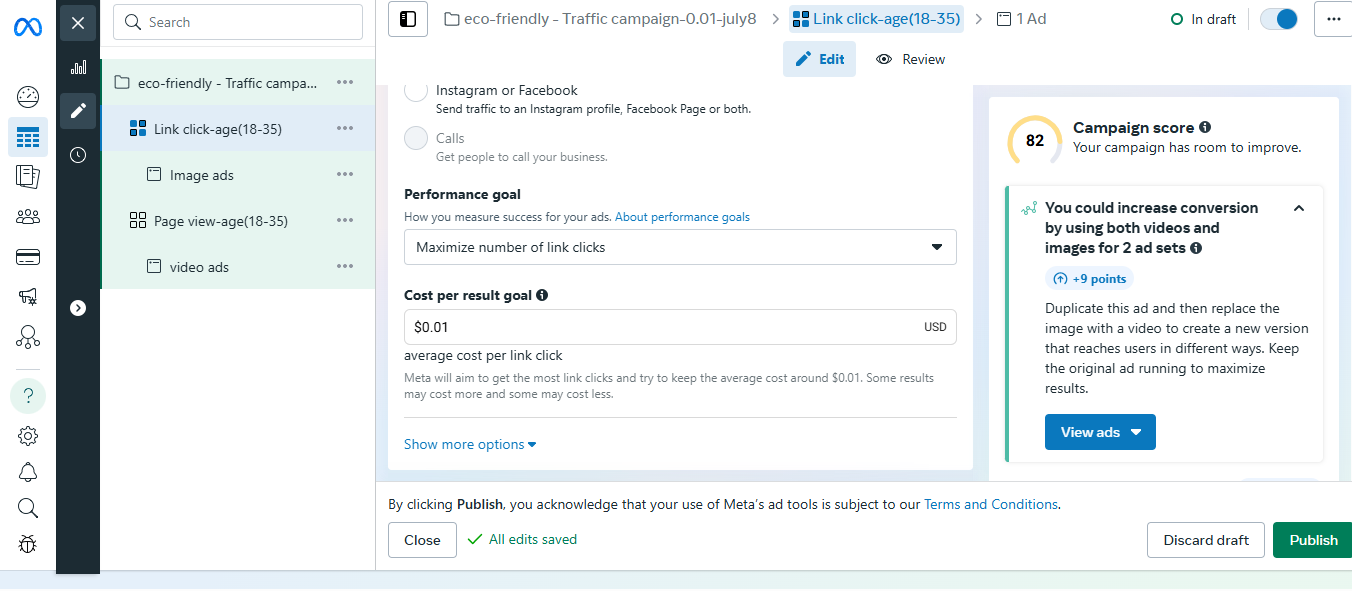 Search
eco-friendly - Traffic campa...
Link click-age(18-35)
Image ads
Page view-age(18-35)
video ads
eco-friendly - Traffic campaign-0.01-july8
Link click-age(18-35)
1 Ad
In draft
Edit
Review
Instagram or Facebook
Send traffic to an Instagram profile, Facebook Page or both.
Calls
Get people to call your business.
Performance goal
How you measure success for your ads. About performance goals
Maximize number of link clicks
Cost per result goal
$0.01 USD
average cost per link click
Meta will aim to get the most link clicks and try to keep the average cost around $0.01. Some results
may cost more and some may cost less.
Show more options
82
Campaign score
Your campaign has room to improve.
You could increase conversion
by using both videos and
images for 2 ad sets
+9 points
Duplicate this ad and then replace the
image with a video to create a new version
that reaches users in different ways. Keep
the original ad running to maximize
results.
View ads
By clicking Publish, you acknowledge that your use of Meta's ad tools is subject to our Terms and Conditions.
Close
All edits saved
Discard draft
Publish